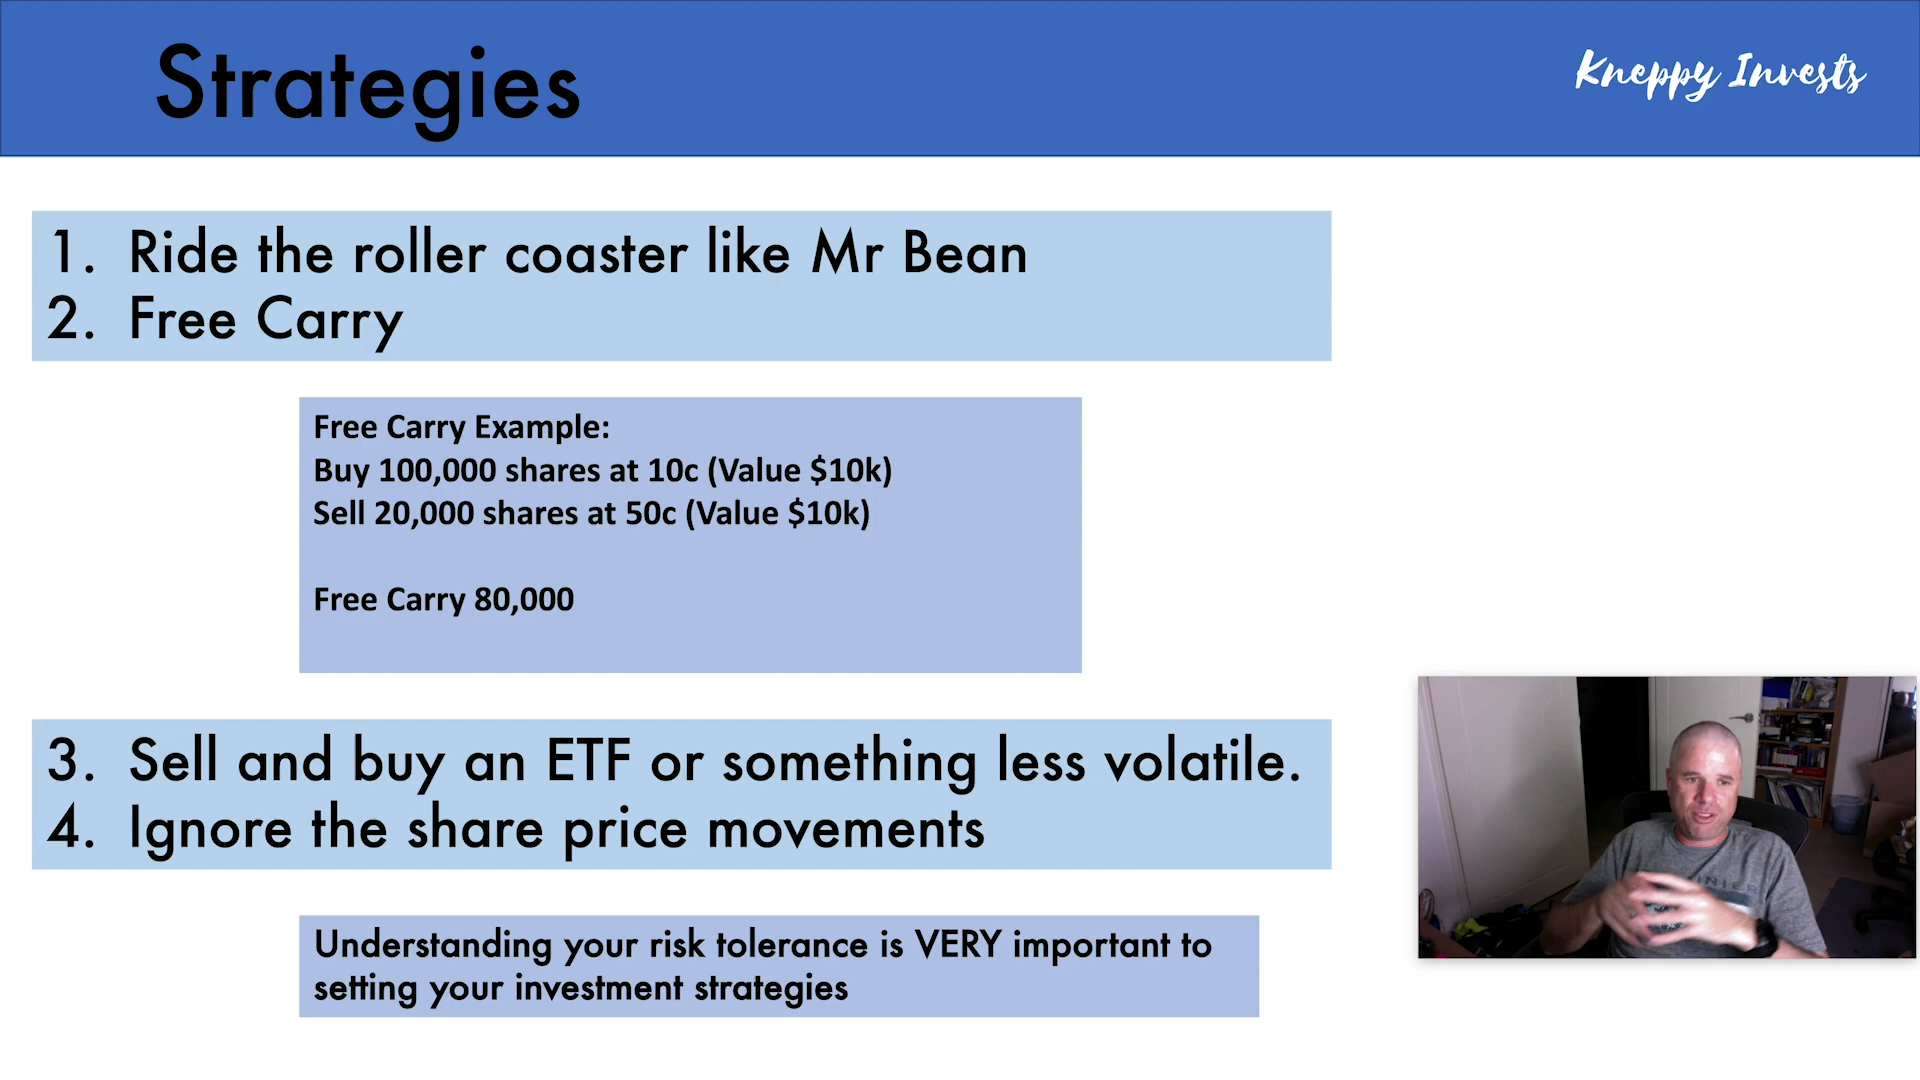 Strategies
Kneppy Invests
1. Ride the roller coaster like Mr Bean
2. Free Carry
Free Carry Example:
Buy 100,000 shares at 10c (Value $10k)
Sell 20,000 shares at 50c (Value $10k)
Free Carry 80,000
3. Sell and buy an ETF or something less volatile.
4. Ignore the share price movements
Understanding your risk tolerance is VERY important to
setting your investment strategies